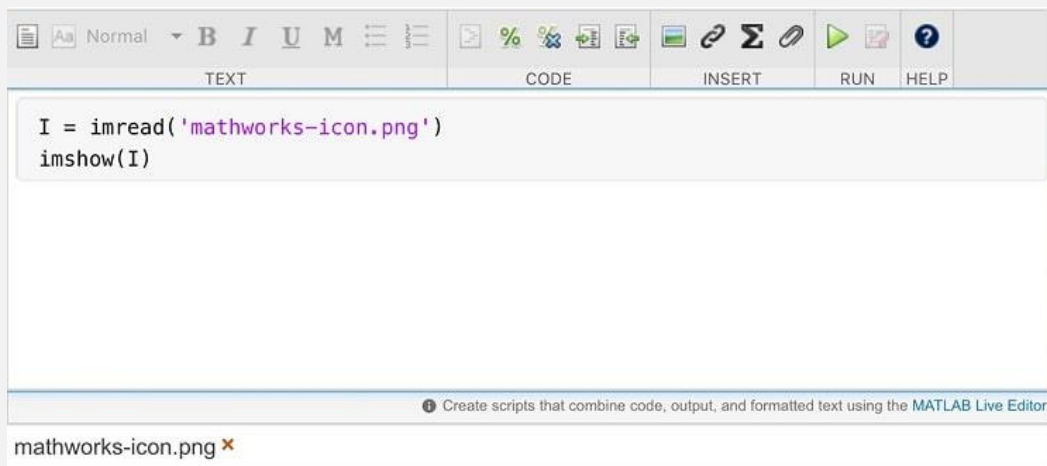 Aa Normal B I U M
TEXT CODE INSERT RUN HELP
I = imread('mathworks-icon.png')
imshow(I)
Create scripts that combine code, output, and formatted text using the MATLAB Live Editor
mathworks-icon.png